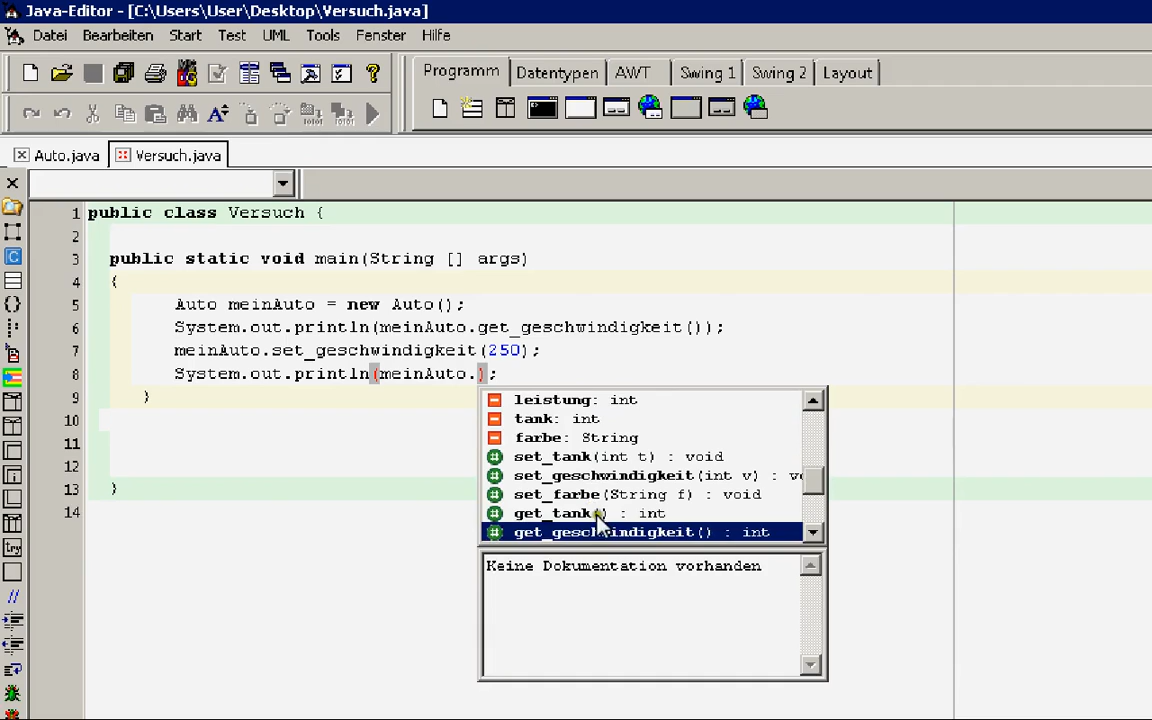 Java-Editor - [C:\Users\User\Desktop\Versuch.java]
Datei Bearbeiten Start Test UML Tools Fenster Hilfe
Programm Datentypen AWT Swing 1 Swing 2 Layout
Auto.java Versuch.java
1 public class Versuch {
2
3 public static void main(String [] args)
4 {
5 Auto meinAuto = new Auto();
6 System.out.println(meinAuto.get_geschwindigkeit());
7 meinAuto.set_geschwindigkeit(250);
8 System.out.println(meinAuto.);
9 }
10
11
12
13 }
14
leistung: int
tank: int
farbe: String
set_tank(int t) : void
set_geschwindigkeit(int v) : vo
set_farbe(String f) : void
get_tank() : int
get_geschwindigkeit() : int
Keine Dokumentation vorhanden
try
//